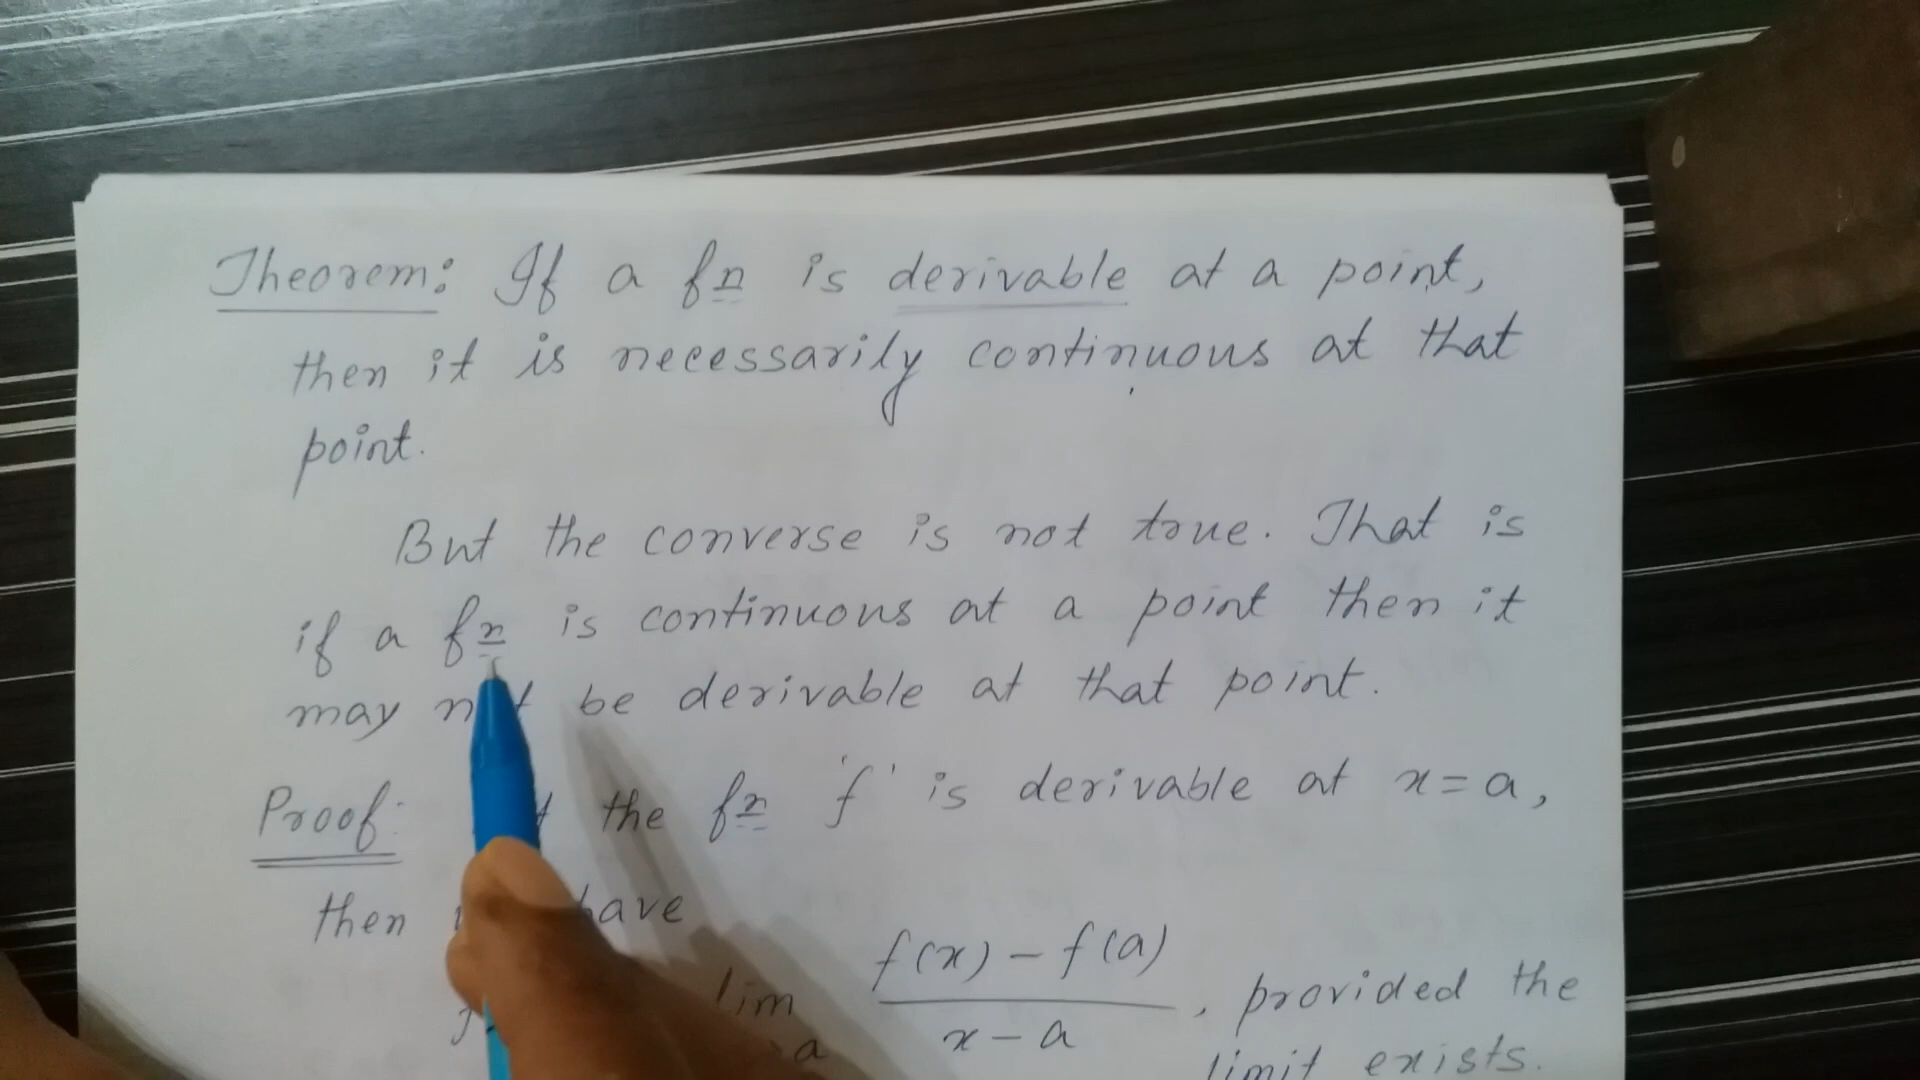 Theorem: If a fn is derivable at a point,
then it is necessarily continuous at that
point.
But the converse is not true. That is
if a fn is continuous at a point then it
may be derivable at that point.
Proof: the fn 'f' is derivable at x = a,
then have
lim f(x) - f(a) / x - a , provided the
a limit exists.